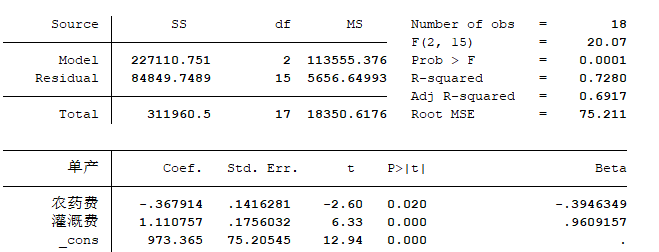 Source SS df MS Number of obs = 18
F(2, 15) = 20.07
Model 227110.751 2 113555.376 Prob > F = 0.0001
Residual 84849.7489 15 5656.64993 R-squared = 0.7280
Adj R-squared = 0.6917
Total 311960.5 17 18350.6176 Root MSE = 75.211
单产 Coef. Std. Err. t P>|t| Beta
农药费 -.367914 .1416281 -2.60 0.020 -.3946349
灌溉费 1.110757 .1756032 6.33 0.000 .9609157
_cons 973.365 75.20545 12.94 0.000 .